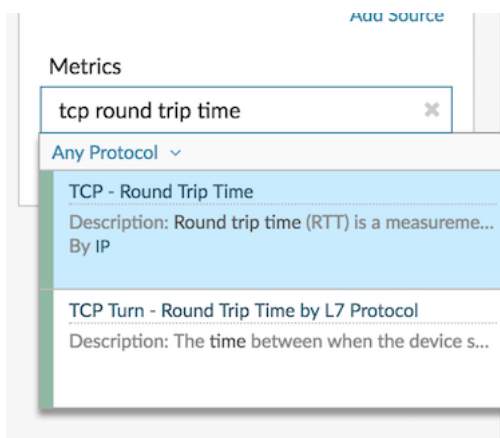 Add Source
Metrics
tcp round trip time
Any Protocol
TCP - Round Trip Time
Description: Round trip time (RTT) is a measureme...
By IP
TCP Turn - Round Trip Time by L7 Protocol
Description: The time between when the device s...